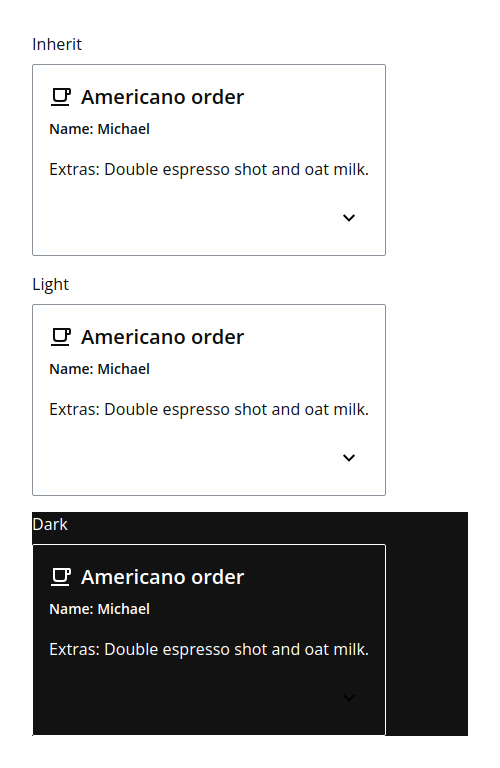 Inherit
Americano order
Name: Michael
Extras: Double espresso shot and oat milk.
Light
Americano order
Name: Michael
Extras: Double espresso shot and oat milk.
Dark
Americano order
Name: Michael
Extras: Double espresso shot and oat milk.